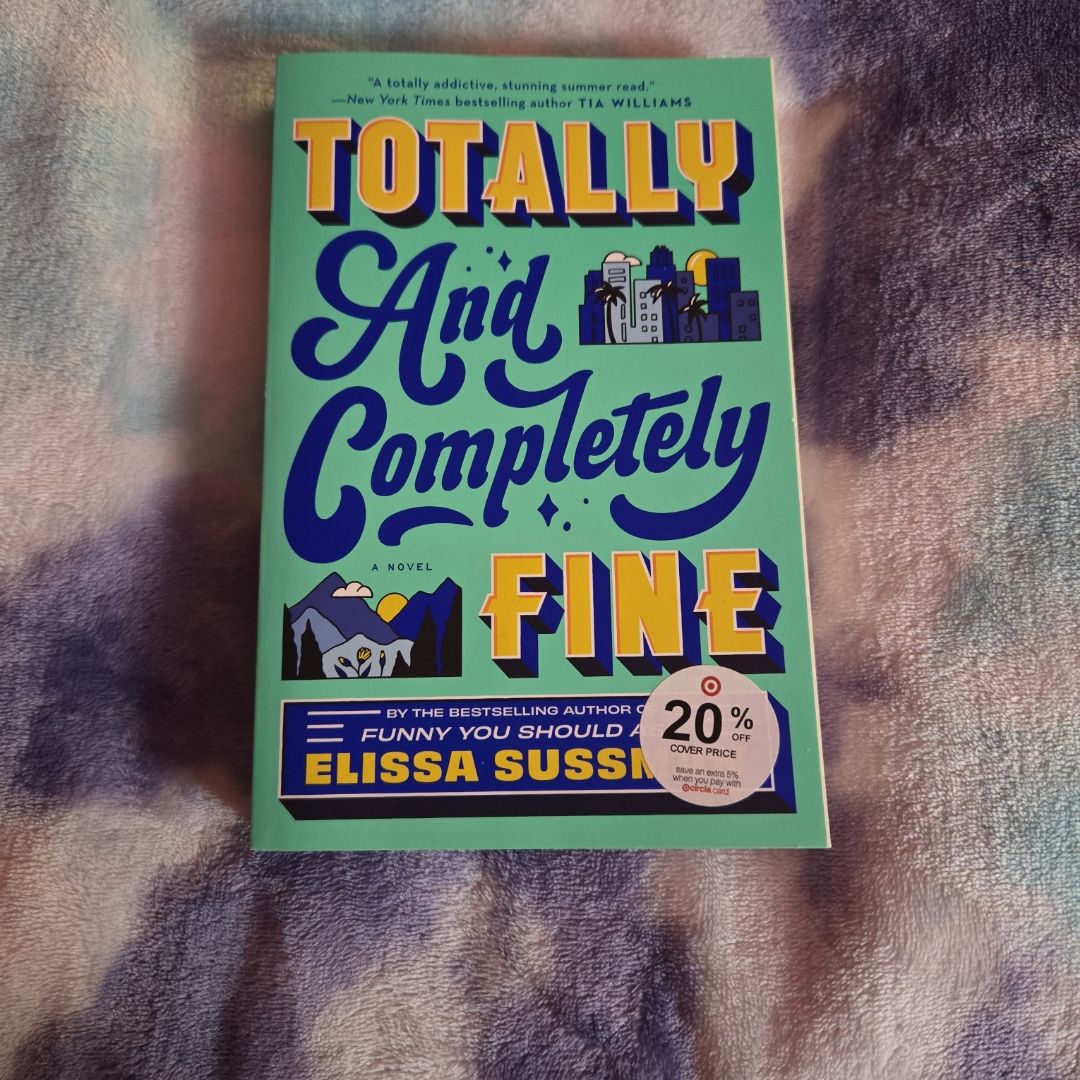 "A totally addictive, stunning summer read."
—New York Times bestselling author TIA WILLIAMS
TOTALLY
And
Completely
A NOVEL
FINE
BY THE BESTSELLING AUTHOR O
FUNNY YOU SHOULD A
ELISSA SUSSM
20% OFF
COVER PRICE
save an extra 5%
when you pay with
circle card